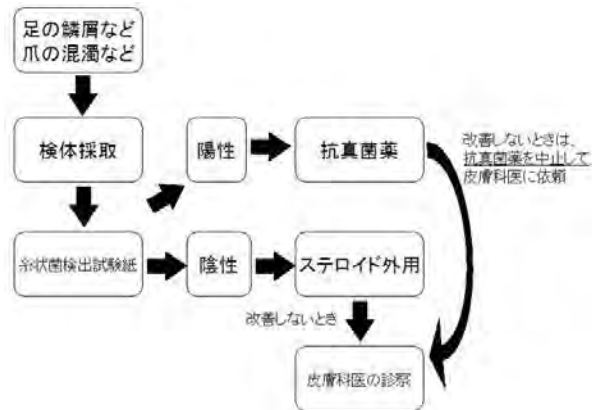 足の鱗屑など
爪の混濁など
検体採取
陽性
抗真菌薬
改善しないときは、
抗真菌薬を中止して
皮膚科医に依頼
糸状菌検出試験紙
陰性
ステロイド外用
改善しないとき
皮膚科医の診察